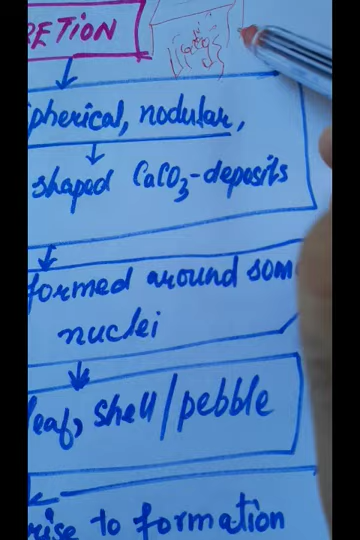 RETION
pherical, nodular,
shaped CaCO3-deposits
formed around som
nuclei
leaf, shell/pebble
rise to formation